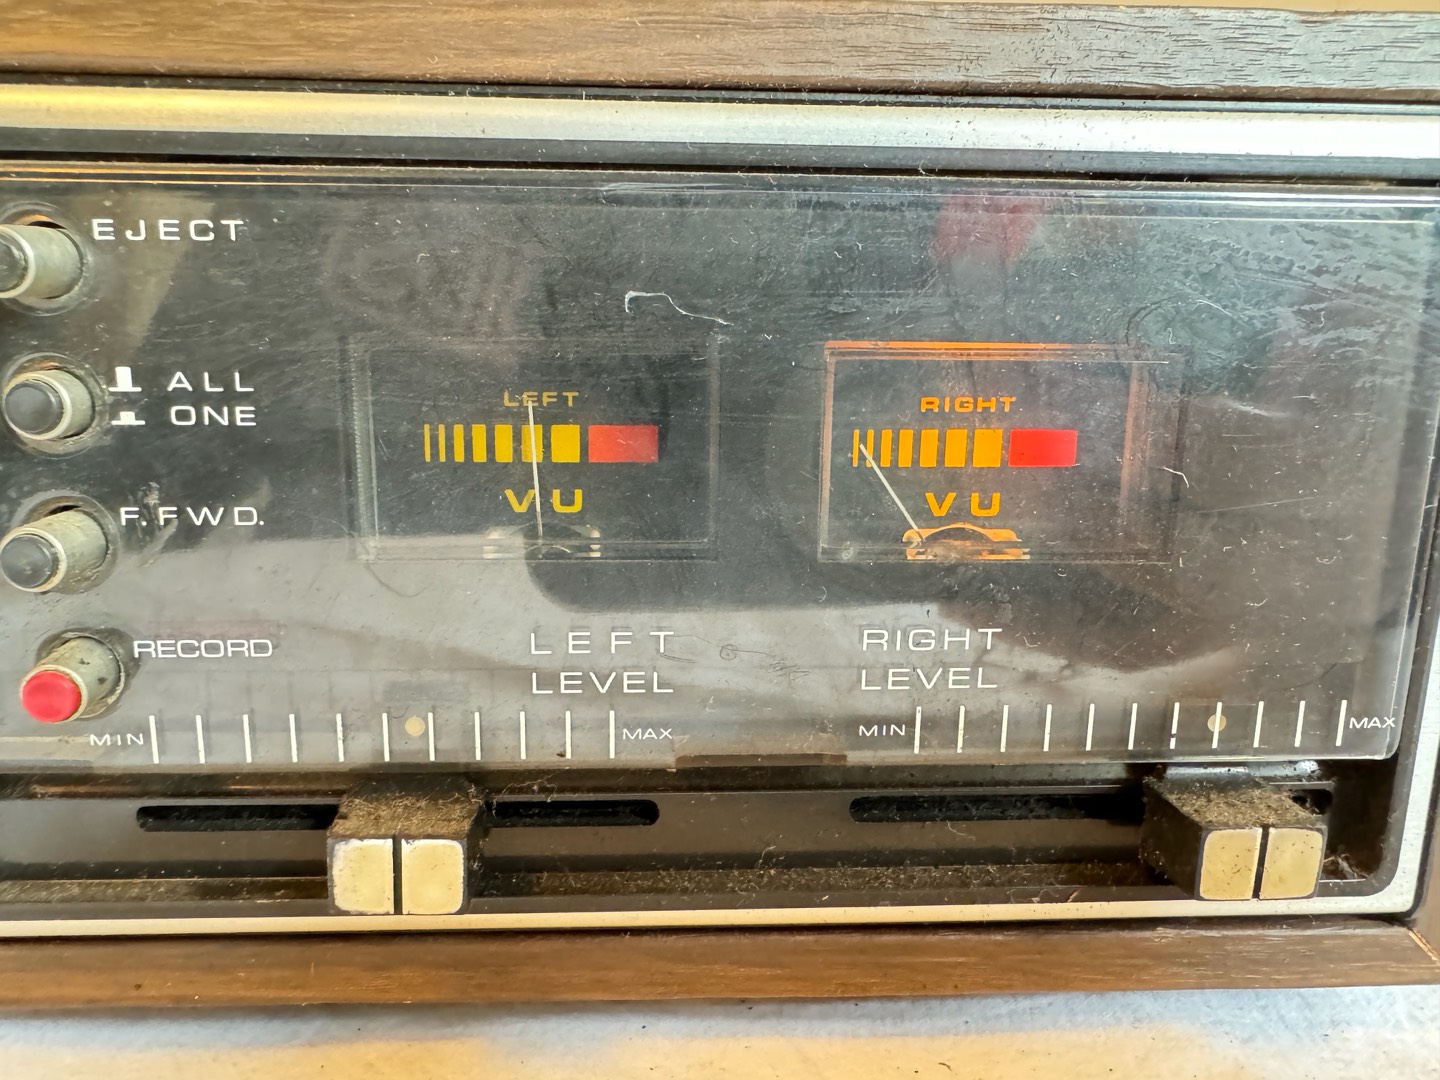 EJECT
ALL
ONE
F.FWD.
RECORD
LEFT
VU
RIGHT
VU
LEFT
LEVEL
MIN
MAX
RIGHT
LEVEL
MIN
MAX